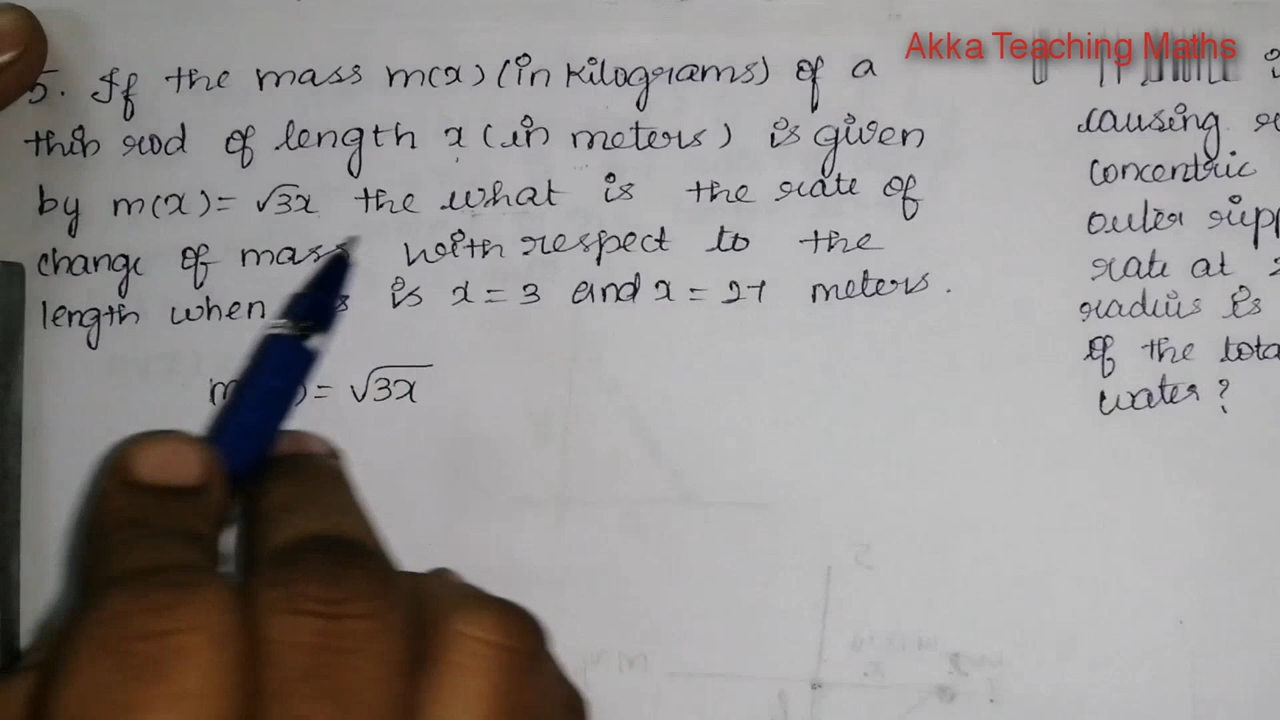 Akka Teaching Maths
5. If the mass m(x) (in kilograms) of a
thin rod of length x (in meters) is given
by m(x) = √3x the what is the rate of
change of mass with respect to the
length when is x = 3 and x = 27 meters.
= √3x
causing
concentric
outer
rate at
radius is
of the
water?